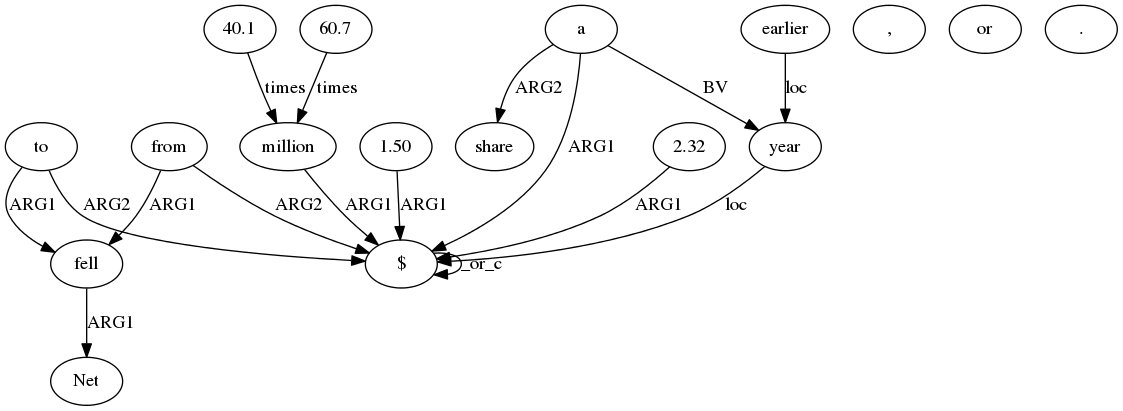 40.1 60.7 a earlier , or .
times times ARG2 BV loc
to from million 1.50 share ARG1 2.32 year
ARG1 ARG2 ARG1 ARG2 ARG1 ARG1 ARG1 loc
fell $ _or_c
ARG1
Net